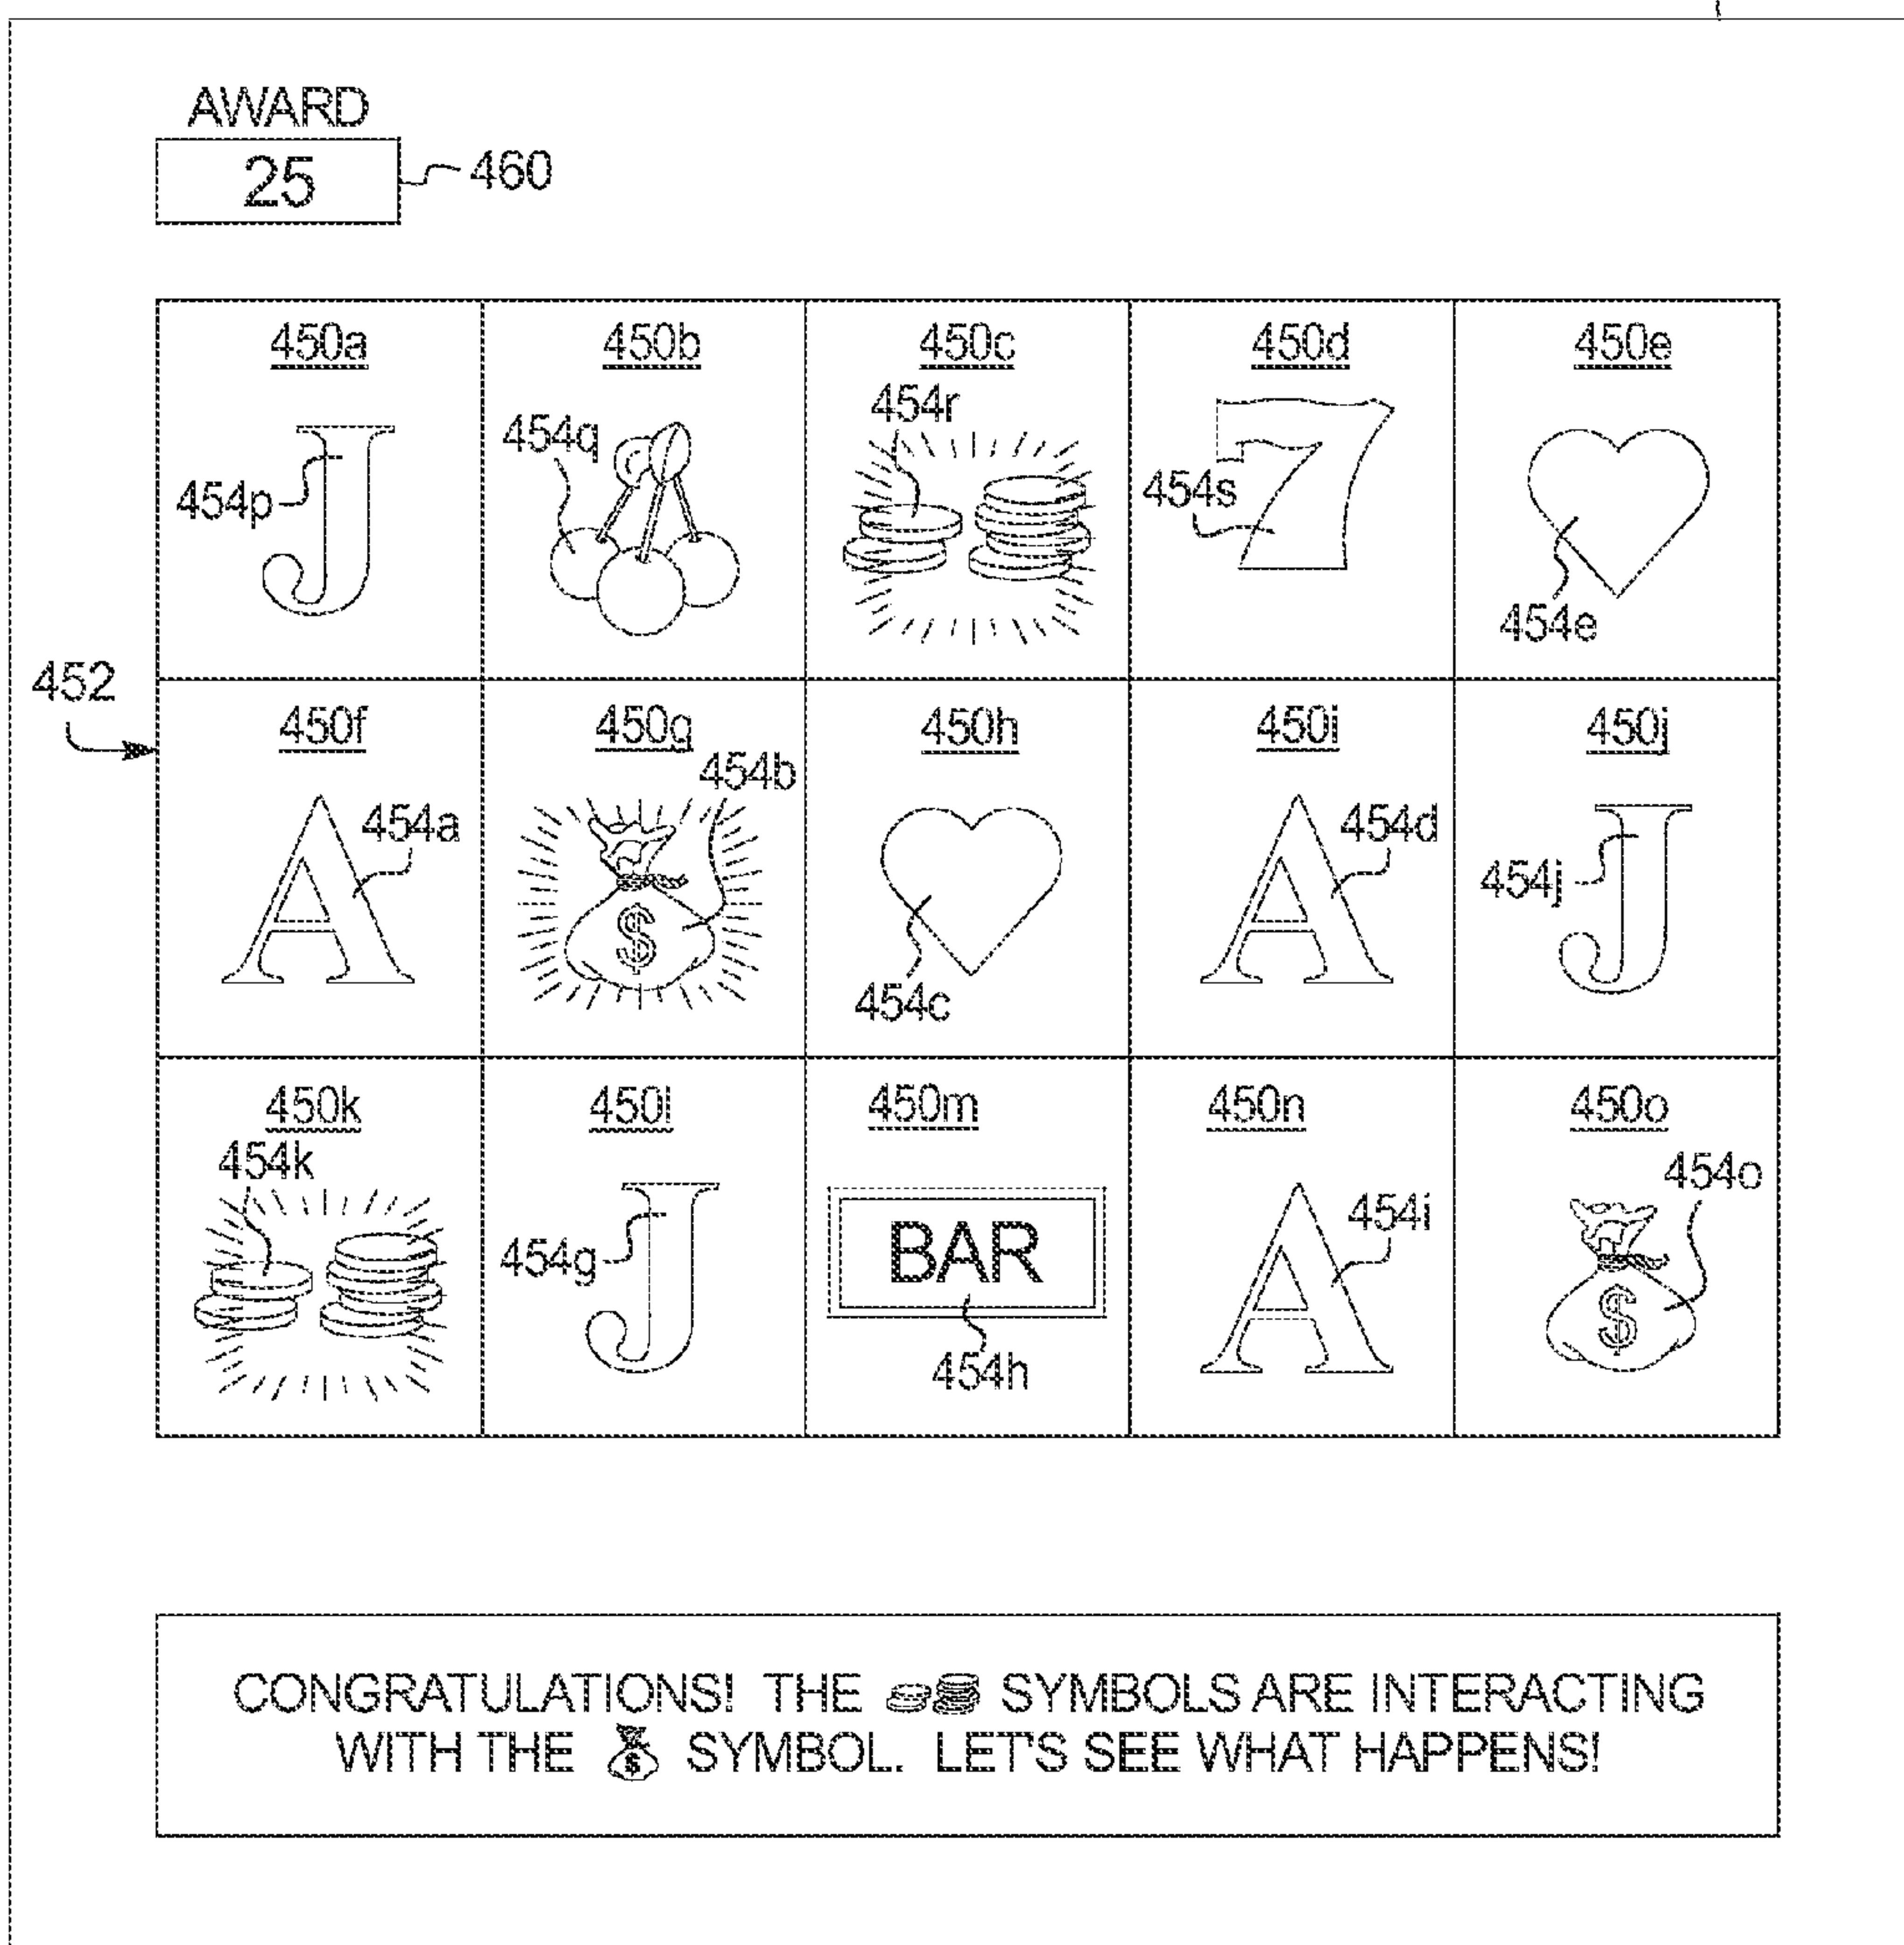 AWARD
25 460
450a 450b 450c 450d 450e
454p J 454q 454r 454s 7 454e
452
450f 450g 450h 450i 450j
A 454a 454b $ 454c A 454d 454j J
450k 450l 450m 450n 450o
454k 454g J BAR 454h A 454i 454o $
CONGRATULATIONS! THE SYMBOLS ARE INTERACTING
WITH THE $ SYMBOL. LET'S SEE WHAT HAPPENS!